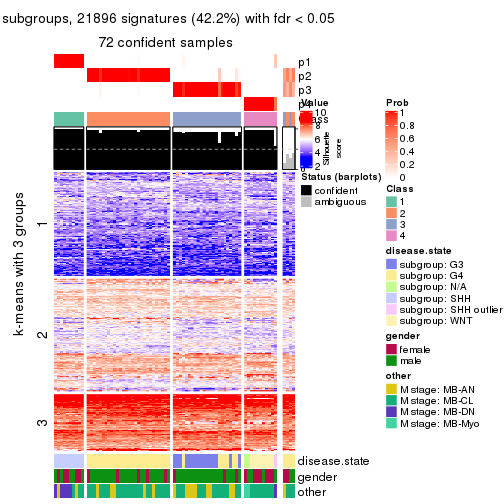 subgroups, 21896 signatures (42.2%) with fdr < 0.05
72 confident samples
p1
p2
p3
p4
Class
Silhouette
score
k-means with 3 groups
1
2
3
disease.state
gender
other
Value
10
8
6
4
2
Status (barplots)
confident
ambiguous
Prob
1
0.8
0.6
0.4
0.2
0
Class
1
2
3
4
disease.state
subgroup: G3
subgroup: G4
subgroup: N/A
subgroup: SHH
subgroup: SHH outlier
subgroup: WNT
gender
female
male
other
M stage: MB-AN
M stage: MB-CL
M stage: MB-DN
M stage: MB-Myo